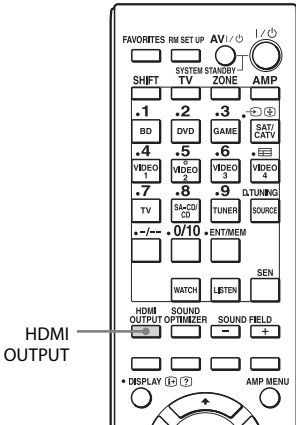 FAVORITES RM SET UP AV I/⏻ I/⏻
SYSTEM STANDBY
SHIFT TV ZONE AMP
.1 .2 .3
BD DVD GAME SAT/CATV
.4 .5 .6
VIDEO 1 VIDEO 2 VIDEO 3 VIDEO 4
.7 .8 .9 D.TUNING
TV SA-CD/CD TUNER SOURCE
.-/-- .0/10 .ENT/MEM
SEN
WATCH LISTEN
HDMI OUTPUT SOUND OPTIMIZER SOUND FIELD
– +
HDMI
OUTPUT
• DISPLAY AMP MENU